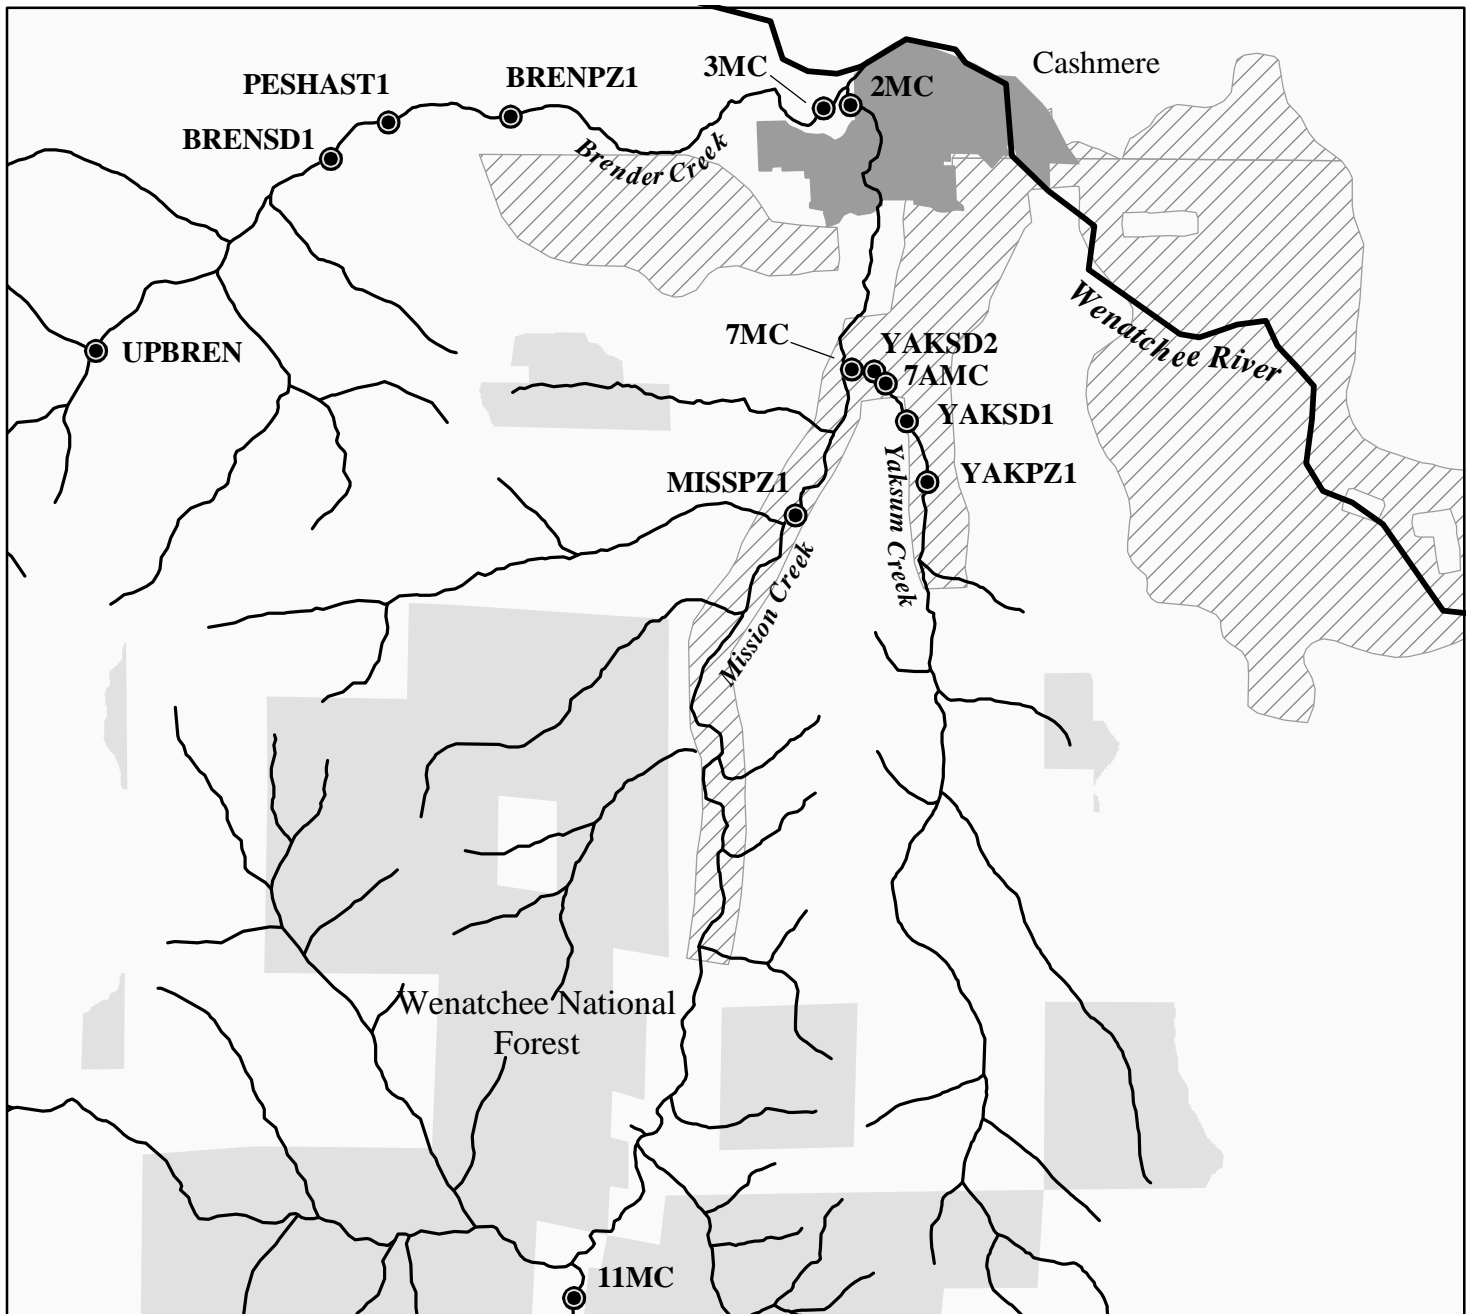 Cashmere
3MC
BRENPZ1
PESHAST1
2MC
BRENSD1
Brender Creek
Wenatchee River
7MC
YAKSD2
UPBREN
7AMC
YAKSD1
YAKPZ1
MISSPZ1
Yaksum Creek
Mission Creek
Wenatchee National
Forest
11MC